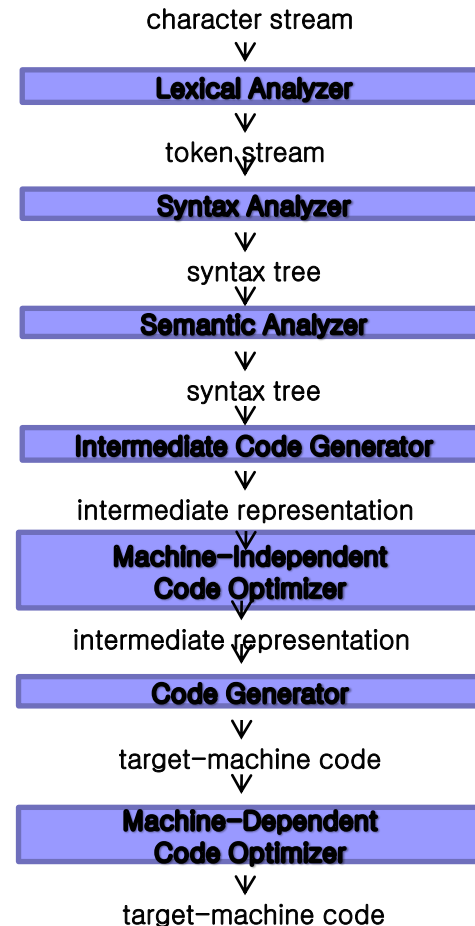 character stream
Lexical Analyzer
token stream
Syntax Analyzer
syntax tree
Semantic Analyzer
syntax tree
Intermediate Code Generator
intermediate representation
Machine-Independent
Code Optimizer
intermediate representation
Code Generator
target-machine code
Machine-Dependent
Code Optimizer
target-machine code